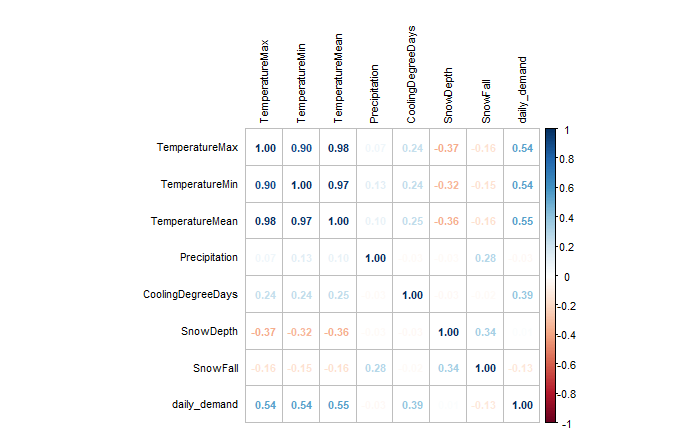 TemperatureMax TemperatureMin TemperatureMean Precipitation CoolingDegreeDays SnowDepth SnowFall daily_demand
TemperatureMax 1.00 0.90 0.98 0.07 0.24 -0.37 -0.16 0.54
TemperatureMin 0.90 1.00 0.97 0.13 0.24 -0.32 -0.15 0.54
TemperatureMean 0.98 0.97 1.00 0.10 0.25 -0.36 -0.16 0.55
Precipitation 0.07 0.13 0.10 1.00 0.28
CoolingDegreeDays 0.24 0.24 0.25 1.00 0.39
SnowDepth -0.37 -0.32 -0.36 1.00 0.34
SnowFall -0.16 -0.15 -0.16 0.28 0.34 1.00 -0.13
daily_demand 0.54 0.54 0.55 0.39 -0.13 1.00
1
0.8
0.6
0.4
0.2
0
-0.2
-0.4
-0.6
-0.8
-1